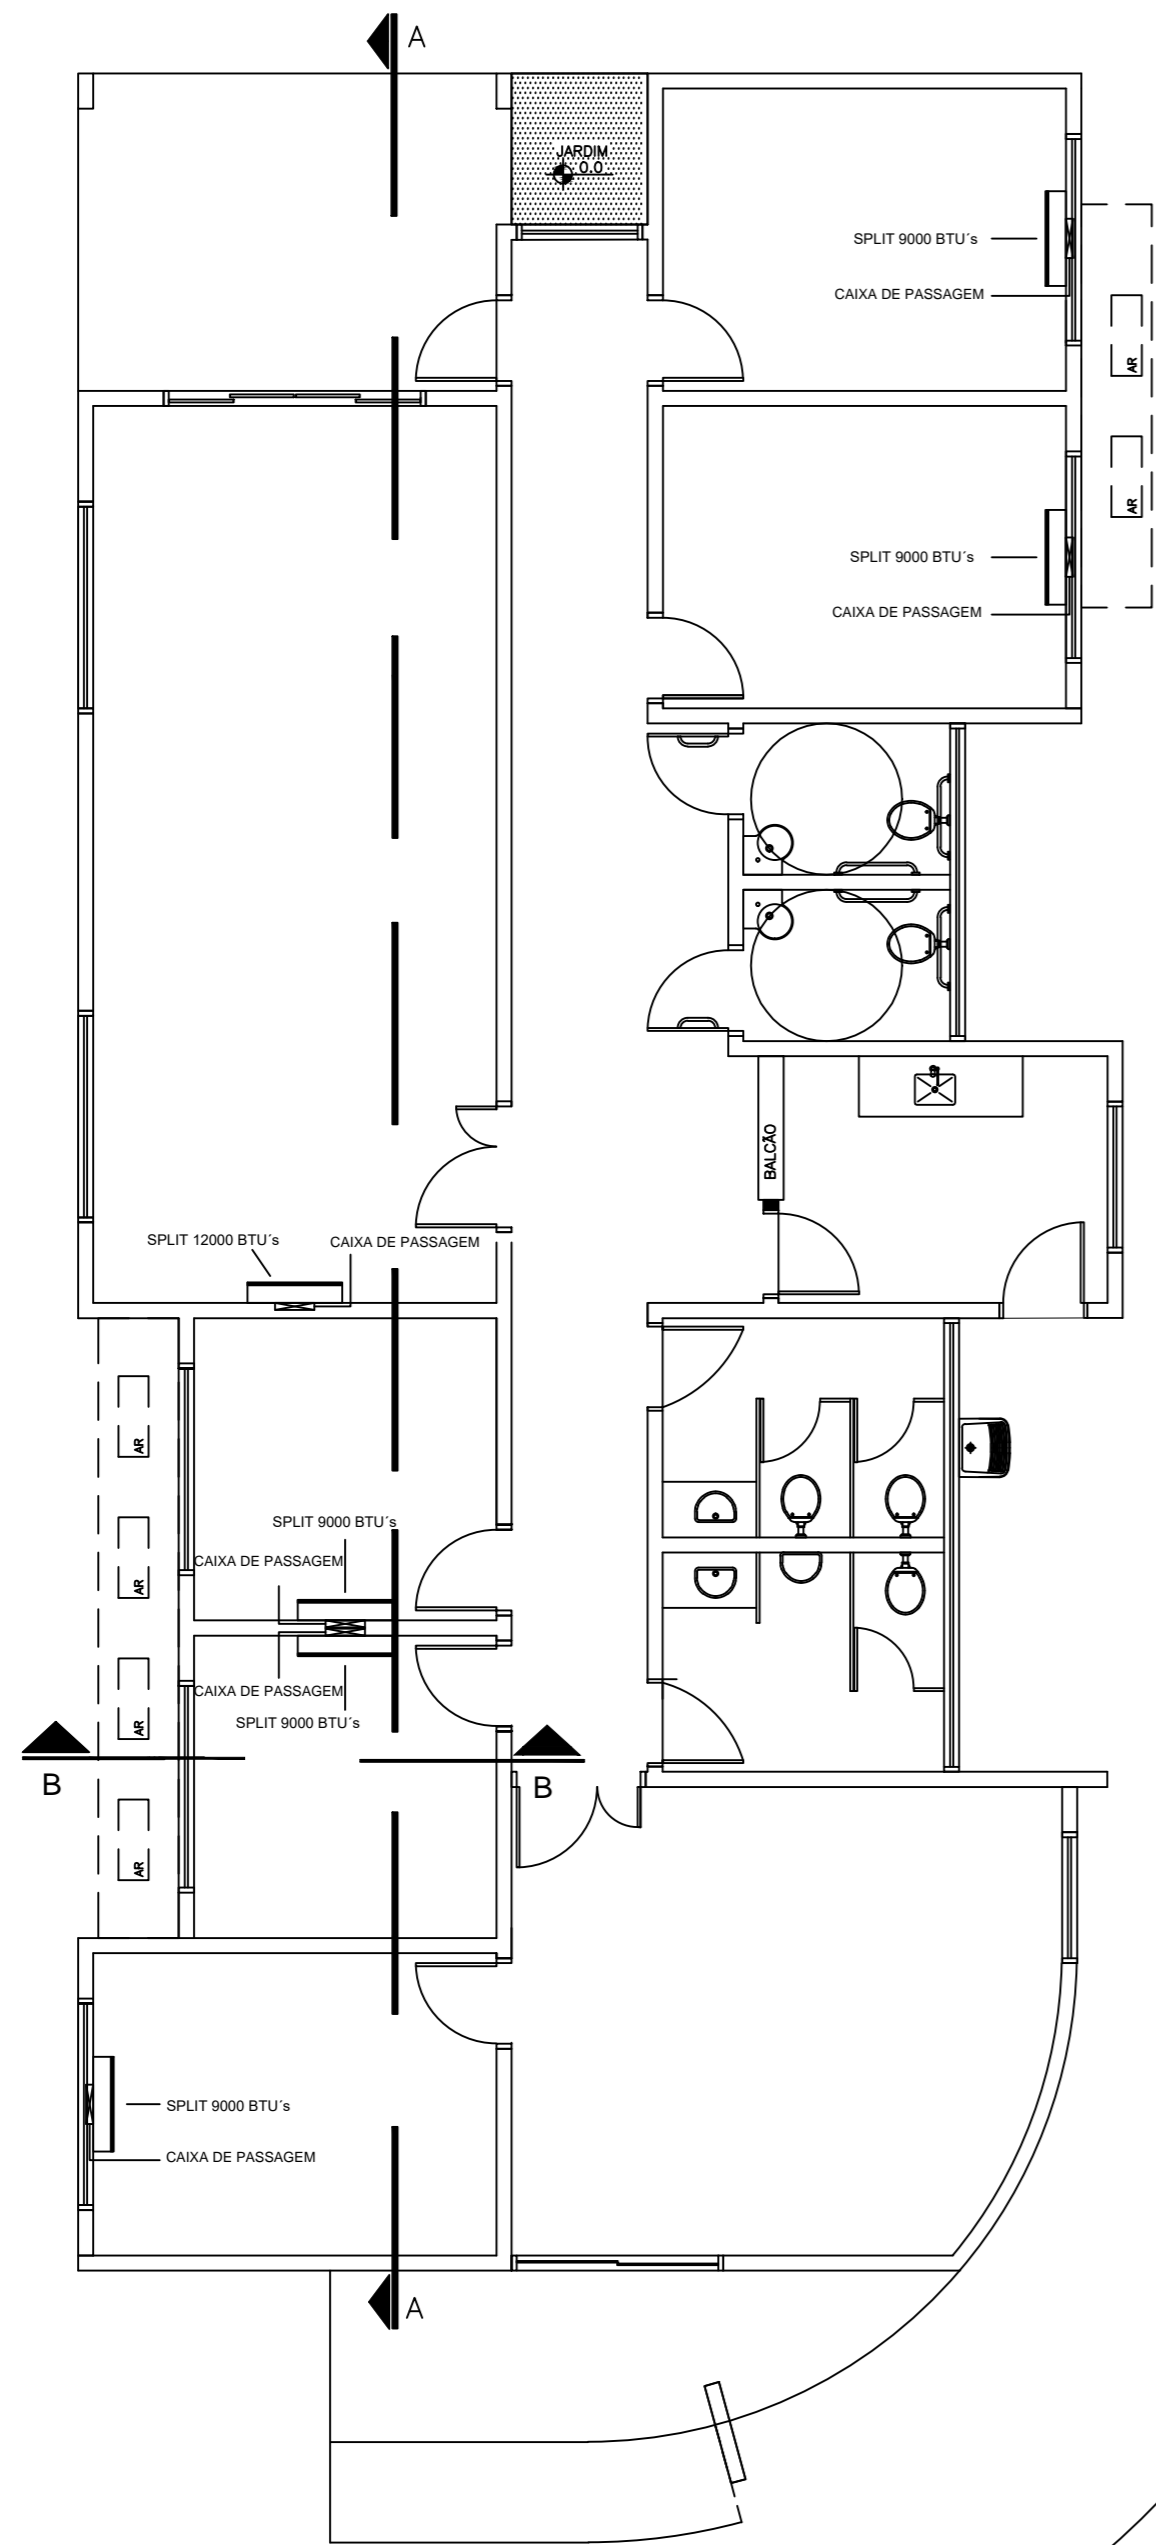 A
JARDIM
0.0
SPLIT 9000 BTU´s
CAIXA DE PASSAGEM
AR
AR
SPLIT 9000 BTU´s
CAIXA DE PASSAGEM
BALCÃO
SPLIT 12000 BTU´s
CAIXA DE PASSAGEM
AR
SPLIT 9000 BTU´s
CAIXA DE PASSAGEM
AR
CAIXA DE PASSAGEM
SPLIT 9000 BTU´s
AR
B
B
AR
SPLIT 9000 BTU´s
CAIXA DE PASSAGEM
A